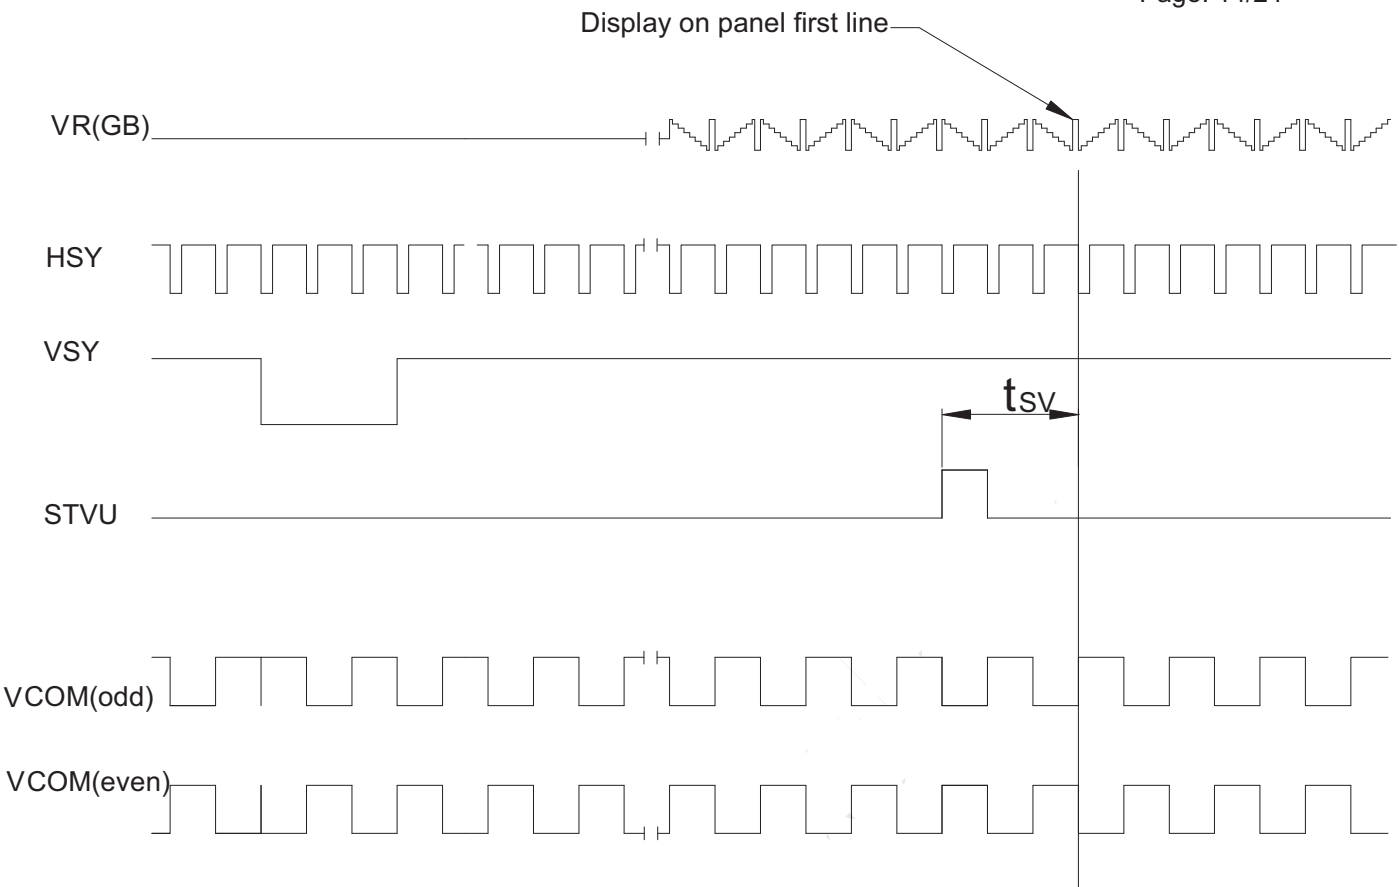 Display on panel first line
VR(GB)
HSY
VSY
tSV
STVU
VCOM(odd)
VCOM(even)